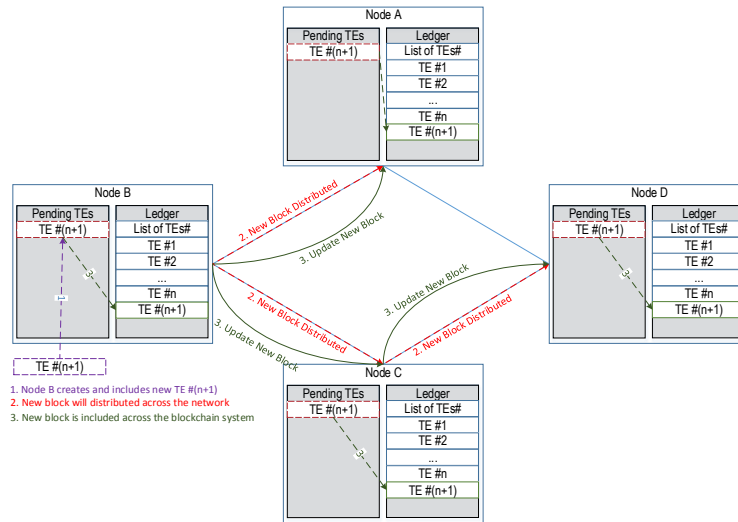 Node A
Pending TEs
TE #(n+1)
Ledger
List of TEs#
TE #1
TE #2
...
TE #n
TE #(n+1)
Node B
Pending TEs
TE #(n+1)
3
1
Ledger
List of TEs#
TE #1
TE #2
...
TE #n
TE #(n+1)
TE #(n+1)
2. New Block Distributed
3. Update New Block
2. New Block Distributed
3. Update New Block
3. Update New Block
2. New Block Distributed
Node D
Pending TEs
TE #(n+1)
3
Ledger
List of TEs#
TE #1
TE #2
...
TE #n
TE #(n+1)
Node C
Pending TEs
TE #(n+1)
3
Ledger
List of TEs#
TE #1
TE #2
...
TE #n
TE #(n+1)
1. Node B creates and includes new TE #(n+1)
2. New block will distributed across the network
3. New block is included across the blockchain system